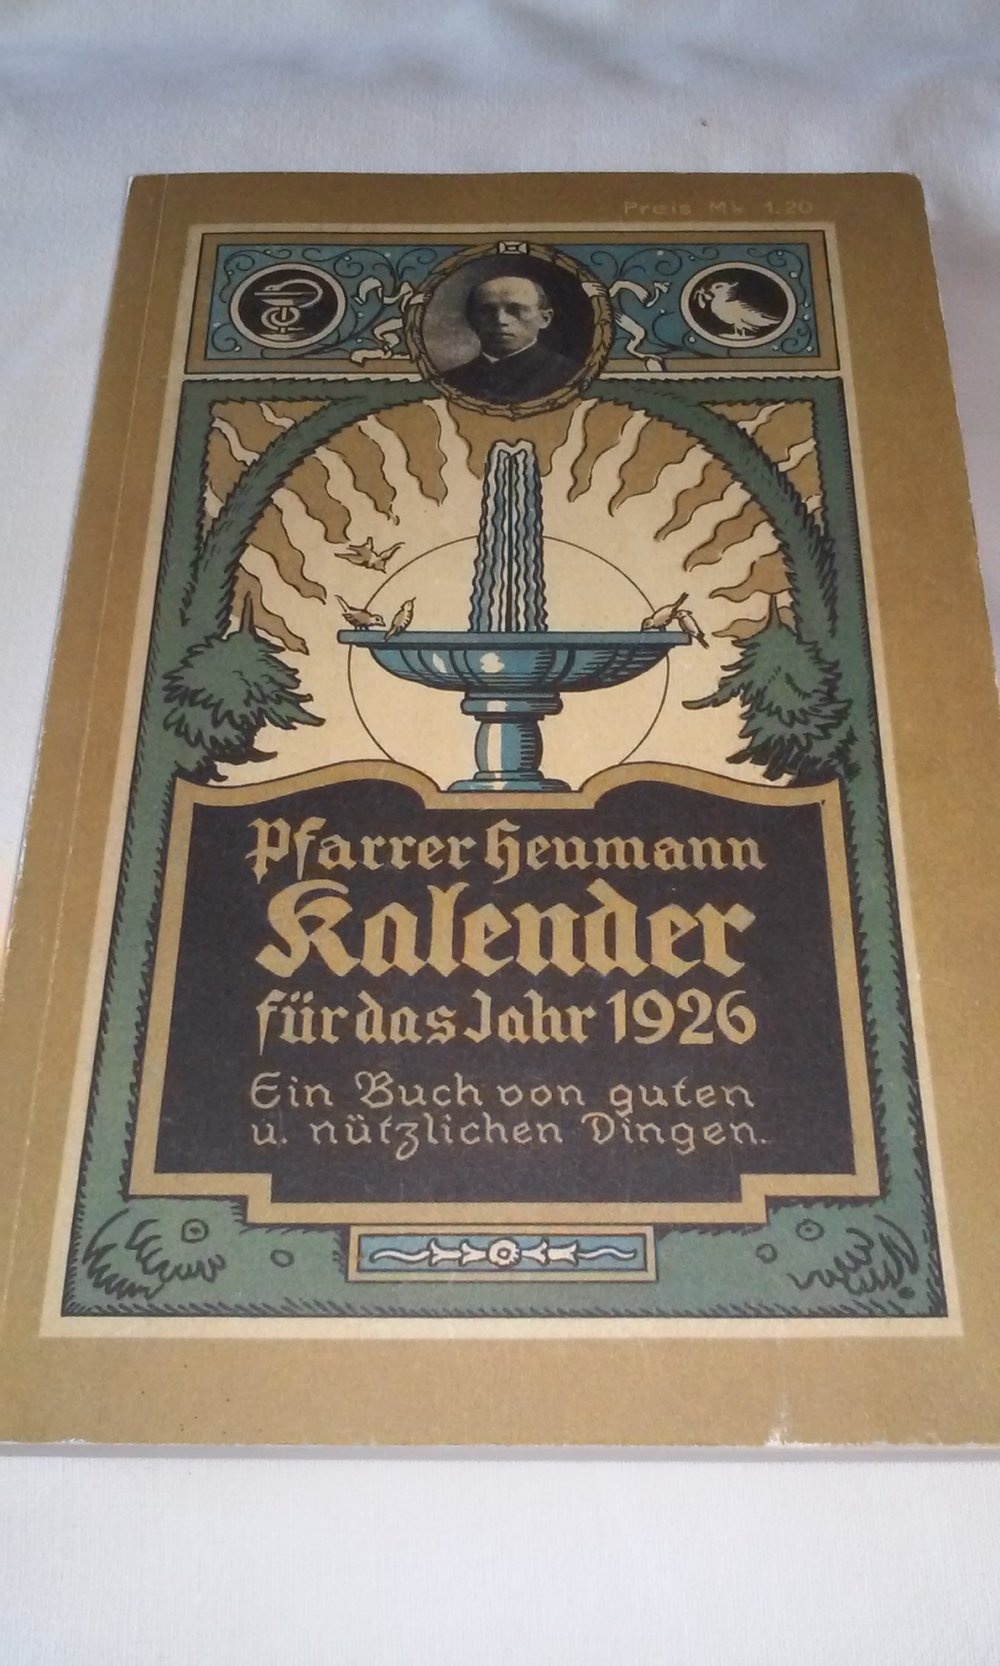 Preis Mk 1.20
Pfarrer Heumann
Kalender
für das Jahr 1926
Ein Buch von guten
u. nützlichen Dingen.